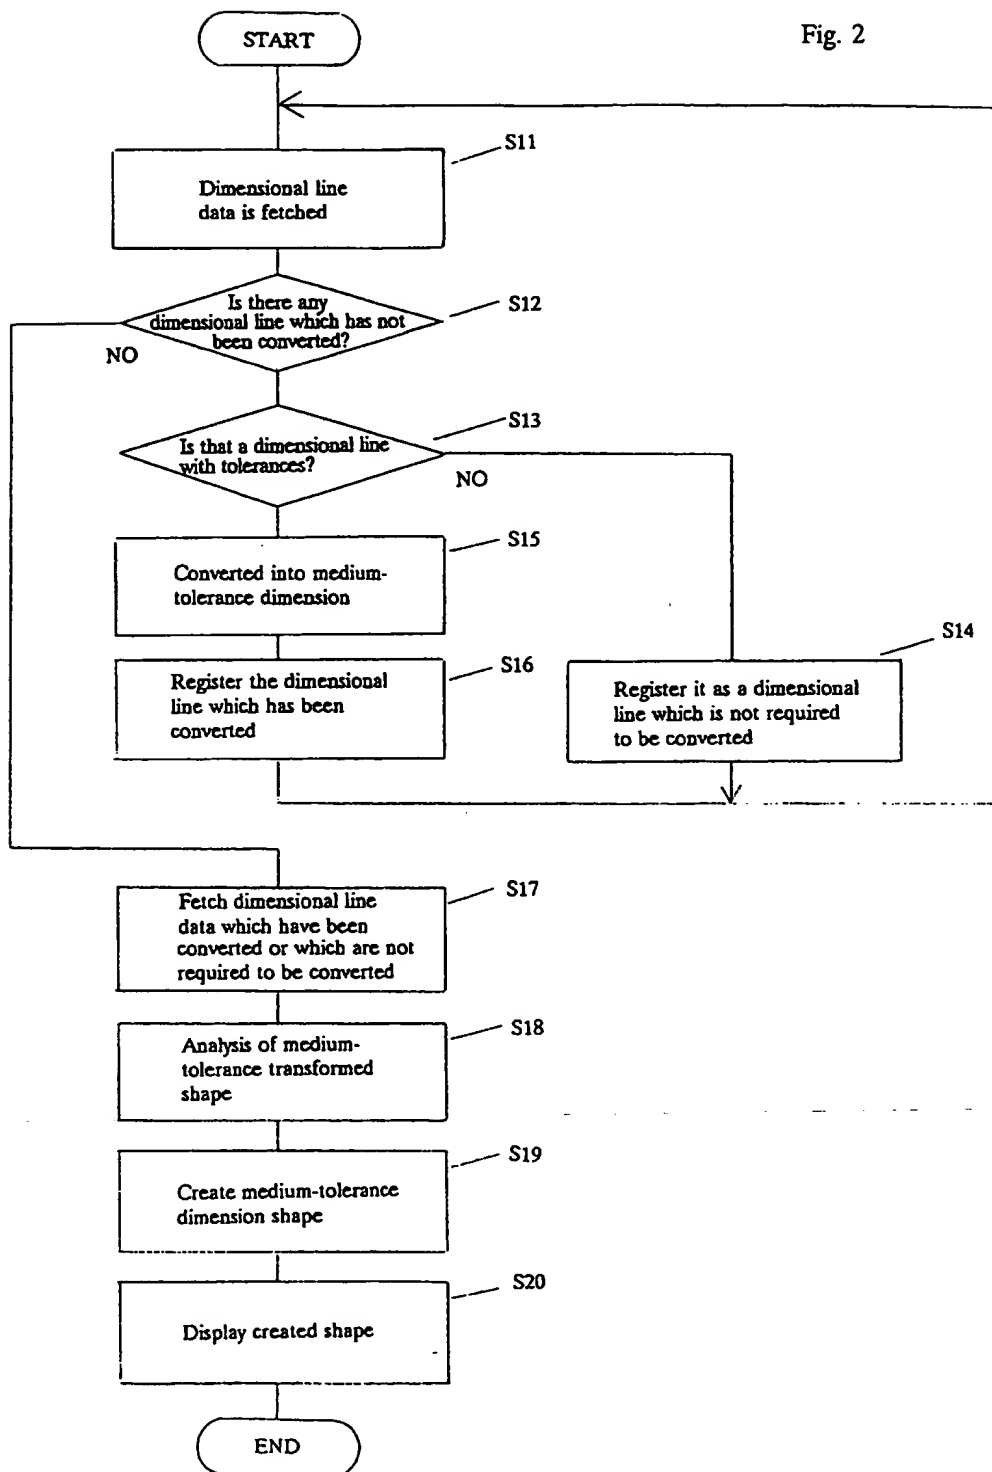 Fig. 2
START
S11
Dimensional line
data is fetched
S12
Is there any
dimensional line which has not
been converted?
NO
S13
Is that a dimensional line
with tolerances?
NO
S15
Converted into medium-
tolerance dimension
S14
S16
Register the dimensional
line which has been
converted
Register it as a dimensional
line which is not required
to be converted
S17
Fetch dimensional line
data which have been
converted or which are not
required to be converted
S18
Analysis of medium-
tolerance transformed
shape
S19
Create medium-tolerance
dimension shape
S20
Display created shape
END